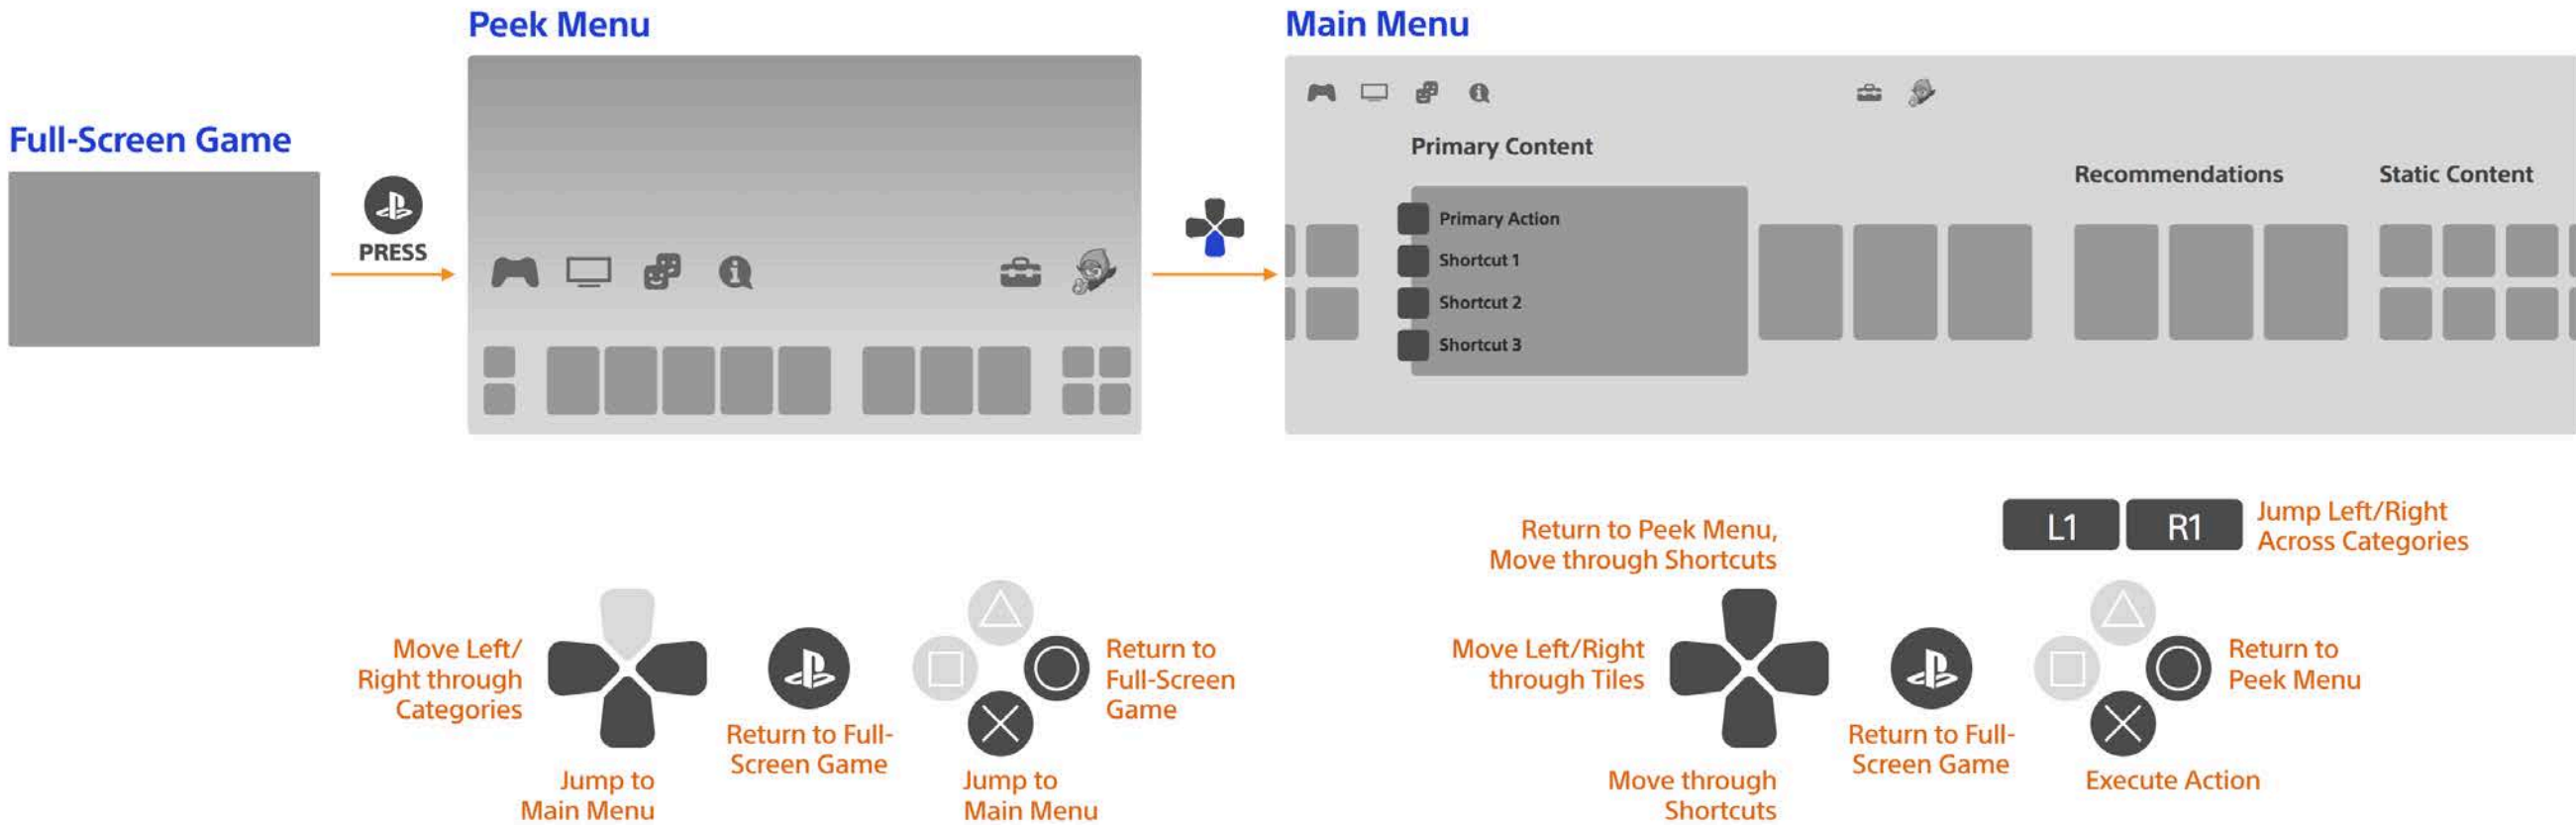 Peek Menu
Main Menu
Full-Screen Game
PRESS
Primary Content
Primary Action
Shortcut 1
Shortcut 2
Shortcut 3
Recommendations
Static Content
Move Left/
Right through
Categories
Jump to
Main Menu
Return to Full-
Screen Game
Return to
Full-Screen
Game
Jump to
Main Menu
Return to Peek Menu,
Move through Shortcuts
Move Left/Right
through Tiles
Move through
Shortcuts
Return to Full-
Screen Game
L1
R1
Jump Left/Right
Across Categories
Return to
Peek Menu
Execute Action